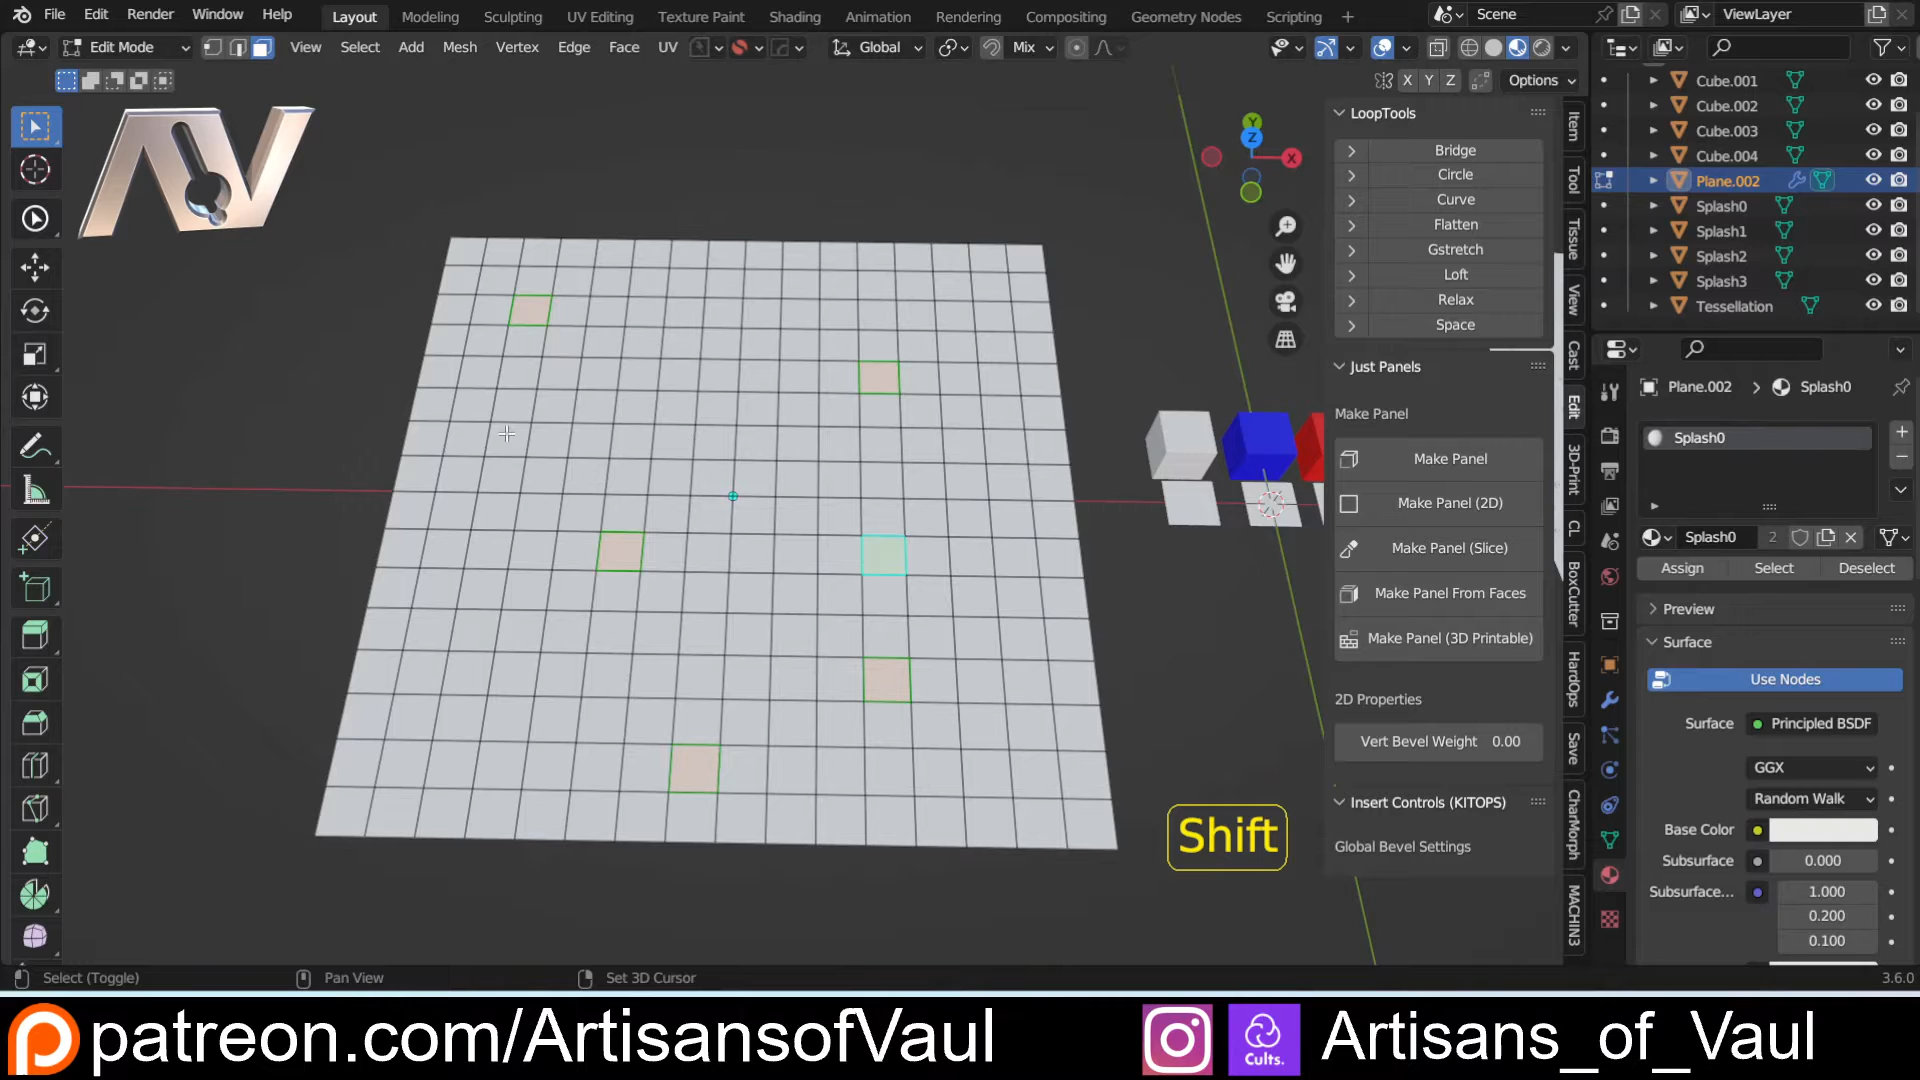 File Edit Render Window Help Layout Modeling Sculpting UV Editing Texture Paint Shading Animation Rendering Compositing Geometry Nodes Scripting + Scene ViewLayer
Edit Mode View Select Add Mesh Vertex Edge Face UV Global Mix
X Y Z Options
AV
Y
Z
X
LoopTools
Bridge
Circle
Curve
Flatten
Gstretch
Loft
Relax
Space
Just Panels
Make Panel
Make Panel
Make Panel (2D)
Make Panel (Slice)
Make Panel From Faces
Make Panel (3D Printable)
2D Properties
Vert Bevel Weight 0.00
Insert Controls (KITOPS)
Global Bevel Settings
Item
Tool
Tissue
View
Cast
Edit
3D-Print
CL
BoxCutter
HardOps
Save
CharMorph
MACHIN3
Cube.001
Cube.002
Cube.003
Cube.004
Plane.002
Splash0
Splash1
Splash2
Splash3
Tessellation
Plane.002 > Splash0
Splash0
Splash0 2
Assign Select Deselect
Preview
Surface
Use Nodes
Surface Principled BSDF
GGX
Random Walk
Base Color
Subsurface 0.000
Subsurface... 1.000
0.200
0.100
Shift
Select (Toggle) Pan View Set 3D Cursor 3.6.0
patreon.com/ArtisansofVaul Cults. Artisans_of_Vaul